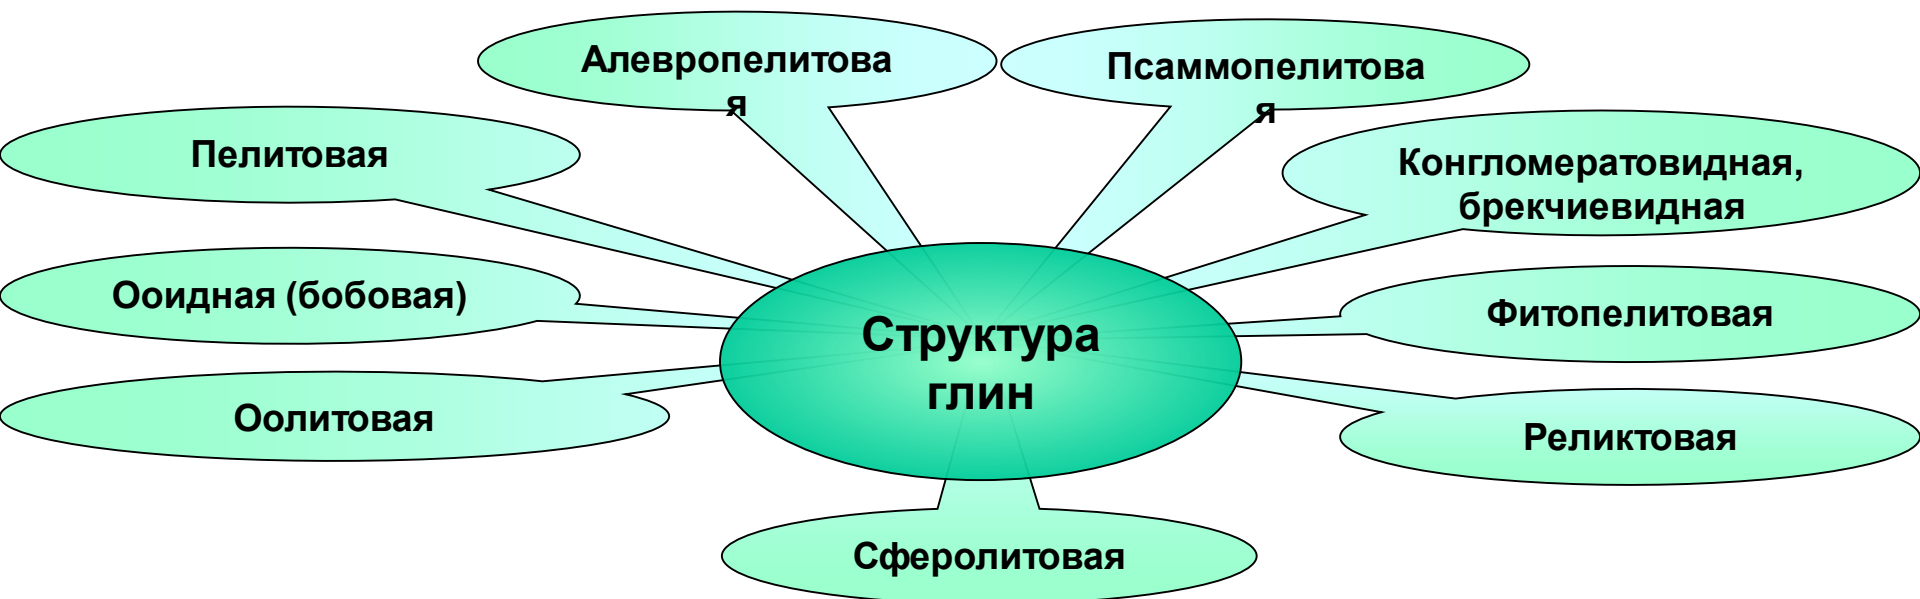 Алевропелитова
я
Псаммопелитова
я
Пелитовая
Конгломератовидная,
брекчиевидная
Ооидная (бобовая)
Фитопелитовая
Структура
глин
Оолитовая
Реликтовая
Сферолитовая